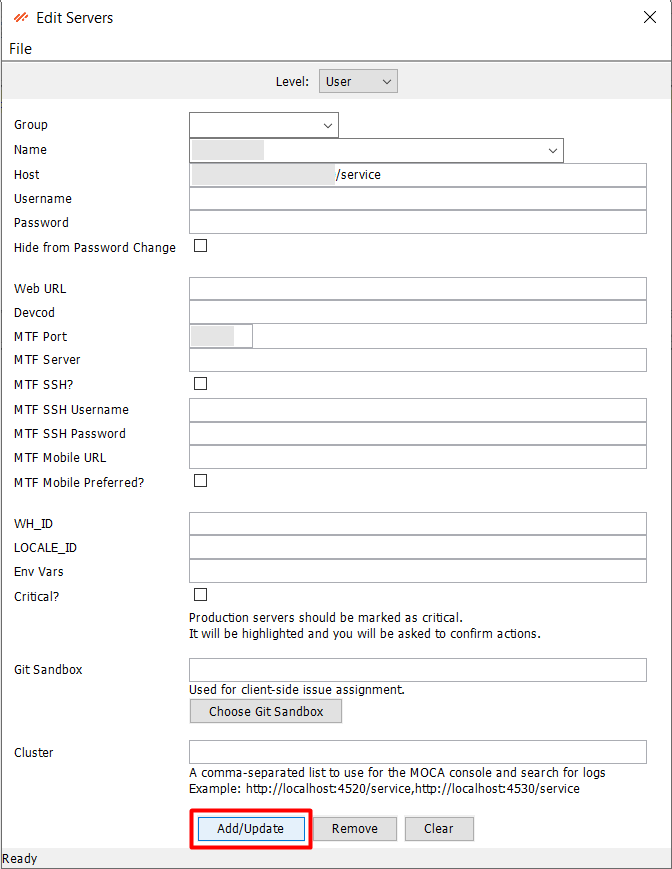 Edit Servers
File
Level: User
Group
Name
Host /service
Username
Password
Hide from Password Change
Web URL
Devcod
MTF Port
MTF Server
MTF SSH?
MTF SSH Username
MTF SSH Password
MTF Mobile URL
MTF Mobile Preferred?
WH_ID
LOCALE_ID
Env Vars
Critical?
Production servers should be marked as critical.
It will be highlighted and you will be asked to confirm actions.
Git Sandbox
Used for client-side issue assignment.
Choose Git Sandbox
Cluster
A comma-separated list to use for the MOCA console and search for logs
Example: http://localhost:4520/service,http://localhost:4530/service
Add/Update Remove Clear
Ready